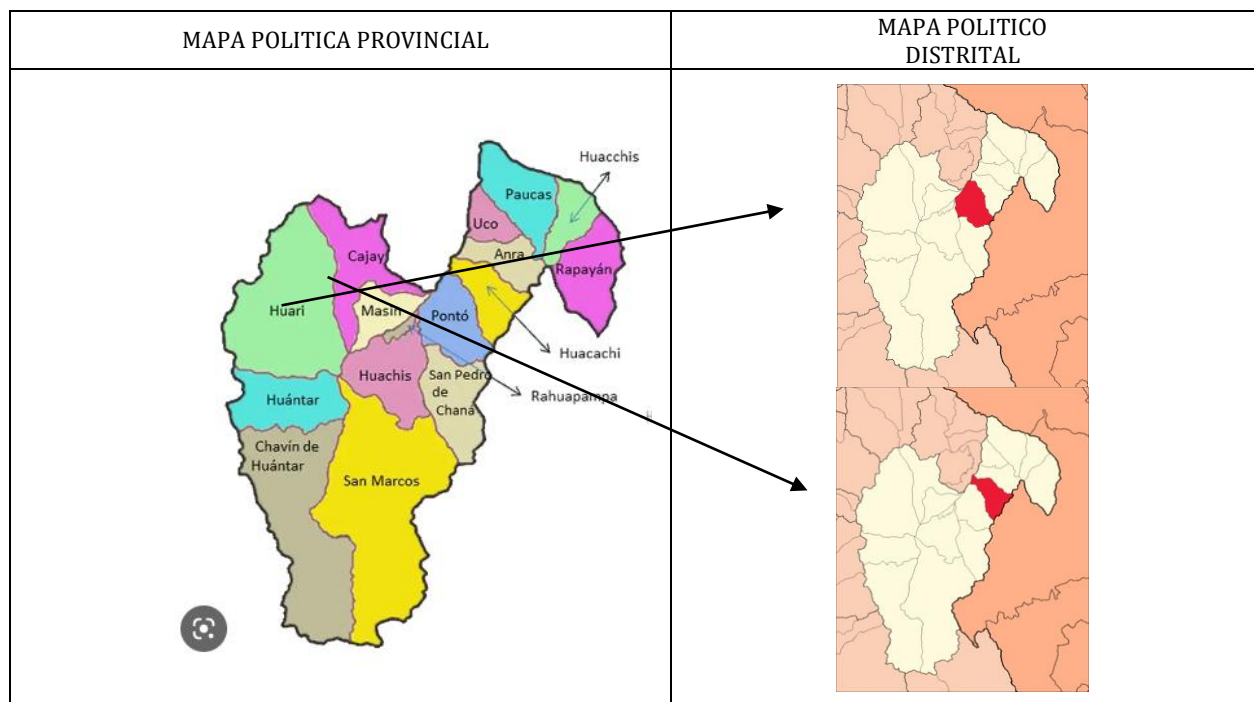 MAPA POLITICA PROVINCIAL
MAPA POLITICO
DISTRITAL
Huacchis
Paucas
Uco
Anra
Rapayán
Cajay
Huari
Masin
Pontó
Huacachi
Huachis
San Pedro
de
Chaná
Rahuapampa
Huántar
Chavín de
Huántar
San Marcos